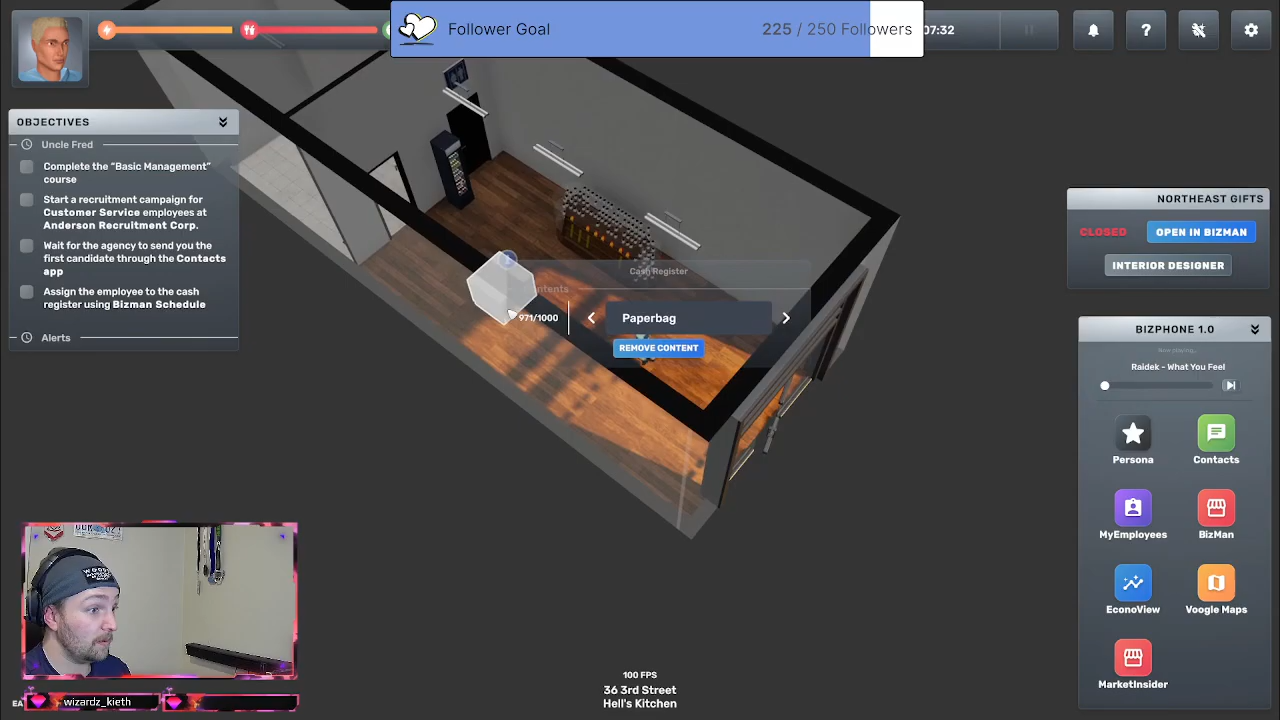 Follower Goal
225 / 250 Followers
07:32
?
OBJECTIVES
Uncle Fred
Complete the "Basic Management"
course
Start a recruitment campaign for
Customer Service employees at
Anderson Recruitment Corp.
Wait for the agency to send you the
first candidate through the Contacts
app
Assign the employee to the cash
register using Bizman Schedule
Alerts
Cash Register
971/1000
Paperbag
REMOVE CONTENT
NORTHEAST GIFTS
CLOSED
OPEN IN BIZMAN
INTERIOR DESIGNER
BIZPHONE 1.0
Now playing...
Raidek - What You Feel
Persona
Contacts
MyEmployees
BizMan
EconoView
Voogle Maps
MarketInsider
100 FPS
36 3rd Street
Hell's Kitchen
wizardz_kieth